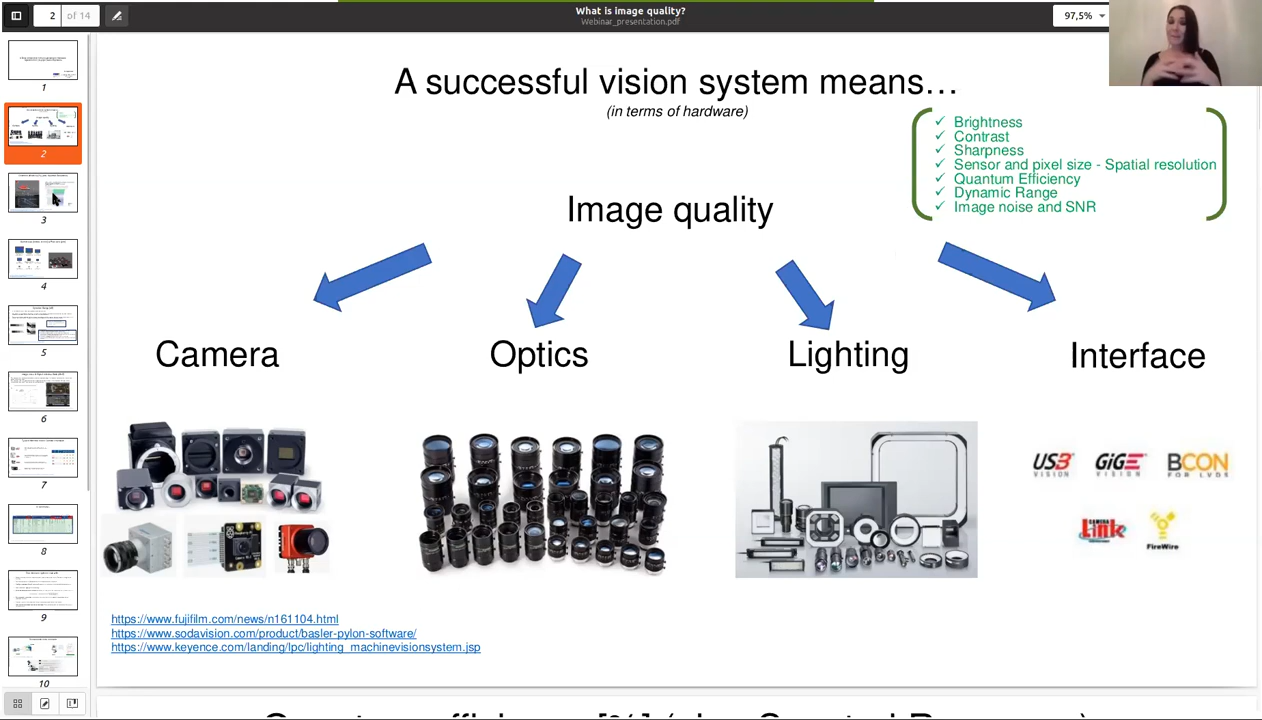 What is image quality?
Webinar_presentation.pdf
2 of 14
97,5%
A successful vision system means…
(in terms of hardware)
✓ Brightness
✓ Contrast
✓ Sharpness
✓ Sensor and pixel size - Spatial resolution
✓ Quantum Efficiency
✓ Dynamic Range
✓ Image noise and SNR
Image quality
Camera
Optics
Lighting
Interface
USB VISION
GiGE VISION
BCON FOR LVDS
CAMERA Link
FireWire
https://www.fujifilm.com/news/n161104.html
https://www.sodavision.com/product/basler-pylon-software/
https://www.keyence.com/landing/lpc/lighting_machinevisionsystem.jsp
1
2
3
4
5
6
7
8
9
10